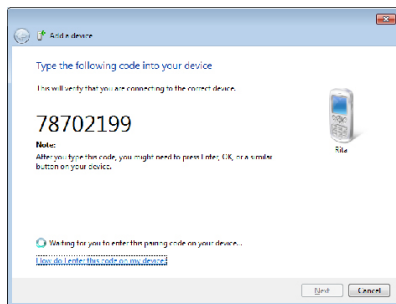 Add a device
Type the following code into your device
This will verify that you are connecting to the correct device.
78702199
Note:
After you type this code, you might need to press Enter, OK, or a similar
button on your device.
Rita
Waiting for you to enter this pairing code on your device...
How do I enter this code on my device?
Next
Cancel